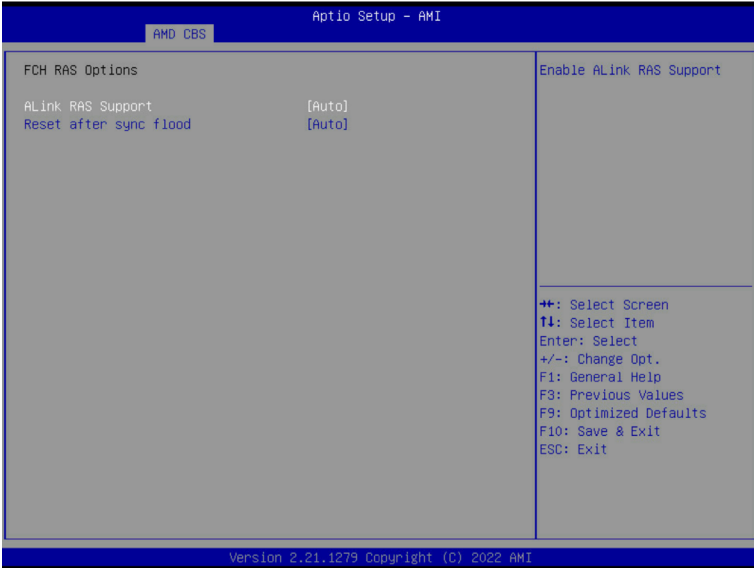 Aptio Setup - AMI
AMD CBS
FCH RAS Options
ALink RAS Support [Auto]
Reset after sync flood [Auto]
Enable ALink RAS Support
→←: Select Screen
↑↓: Select Item
Enter: Select
+/-: Change Opt.
F1: General Help
F3: Previous Values
F9: Optimized Defaults
F10: Save & Exit
ESC: Exit
Version 2.21.1279 Copyright (C) 2022 AMI